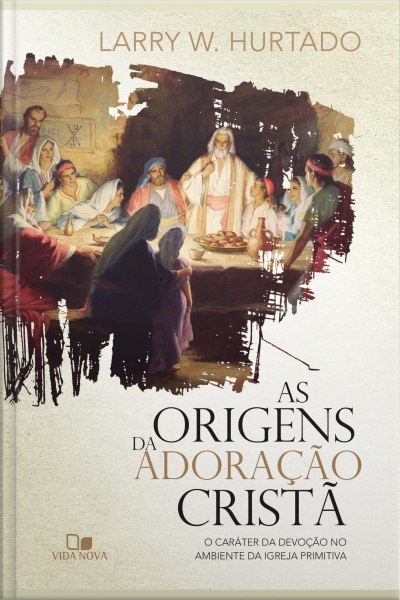 LARRY W. HURTADO
AS
ORIGENS
DA
ADORAÇÃO
CRISTÃ
O CARÁTER DA DEVOÇÃO NO
AMBIENTE DA IGREJA PRIMITIVA
VIDA NOVA